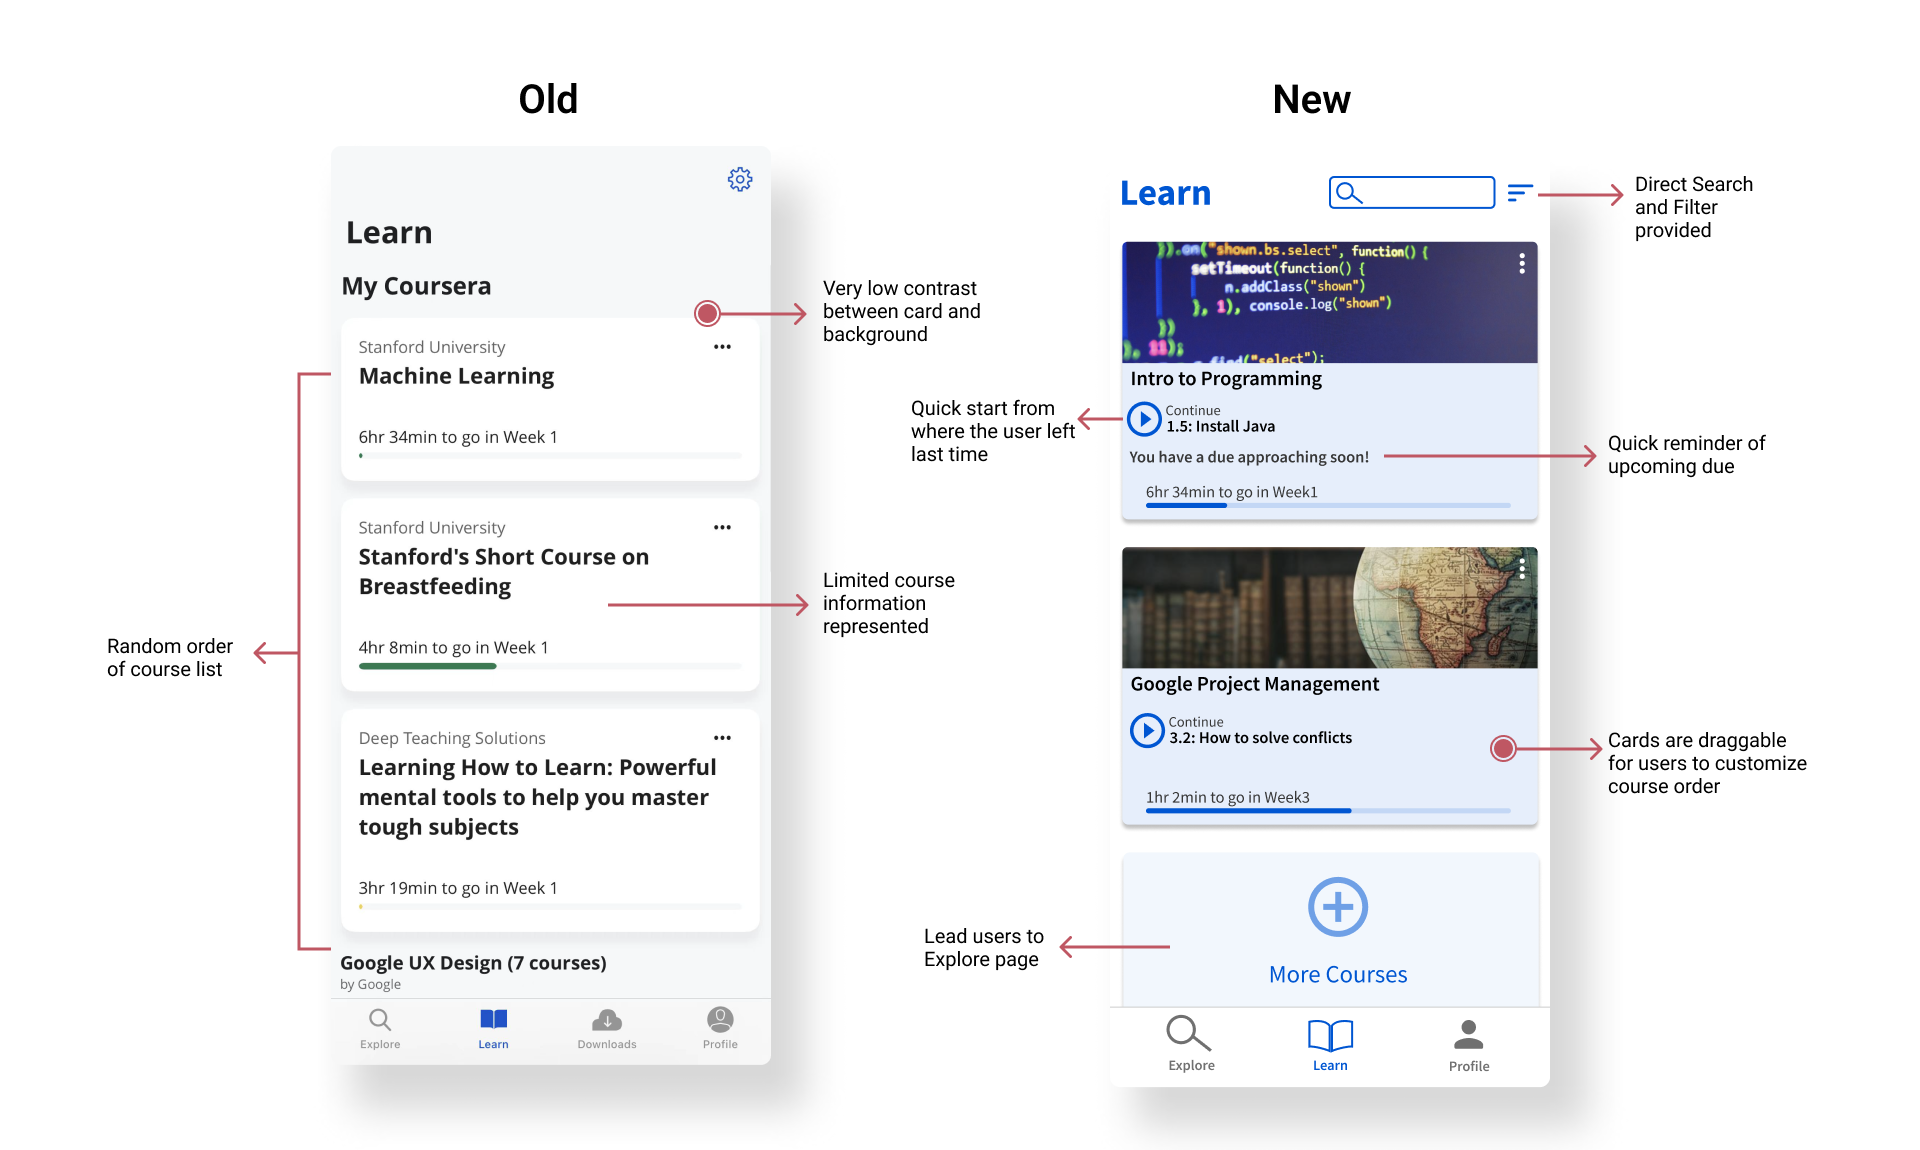 Old
New
Learn
My Coursera
Stanford University
Machine Learning
6hr 34min to go in Week 1
Stanford University
Stanford's Short Course on
Breastfeeding
4hr 8min to go in Week 1
Deep Teaching Solutions
Learning How to Learn: Powerful
mental tools to help you master
tough subjects
3hr 19min to go in Week 1
Google UX Design (7 courses)
by Google
Explore
Learn
Downloads
Profile
Random order
of course list
Very low contrast
between card and
background
Limited course
information
represented
Learn
}).on("shown.bs.select", function() {
setTimeout(function() {
n.addClass("shown")
}, 1), console.log("shown")
})
});
.find("select");
Intro to Programming
Continue
1.5: Install Java
You have a due approaching soon!
6hr 34min to go in Week1
Google Project Management
Continue
3.2: How to solve conflicts
1hr 2min to go in Week3
More Courses
Explore
Learn
Profile
Direct Search
and Filter
provided
Quick start from
where the user left
last time
Quick reminder of
upcoming due
Cards are draggable
for users to customize
course order
Lead users to
Explore page